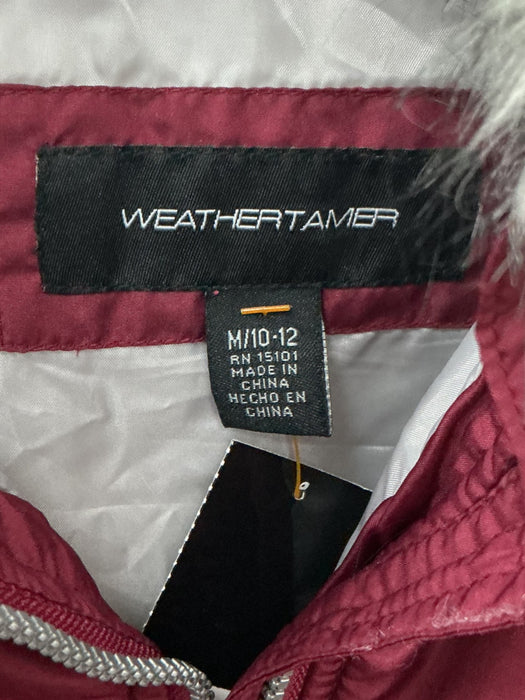 WEATHERTAMER
M/10-12
RN 15101
MADE IN
CHINA
HECHO EN
CHINA